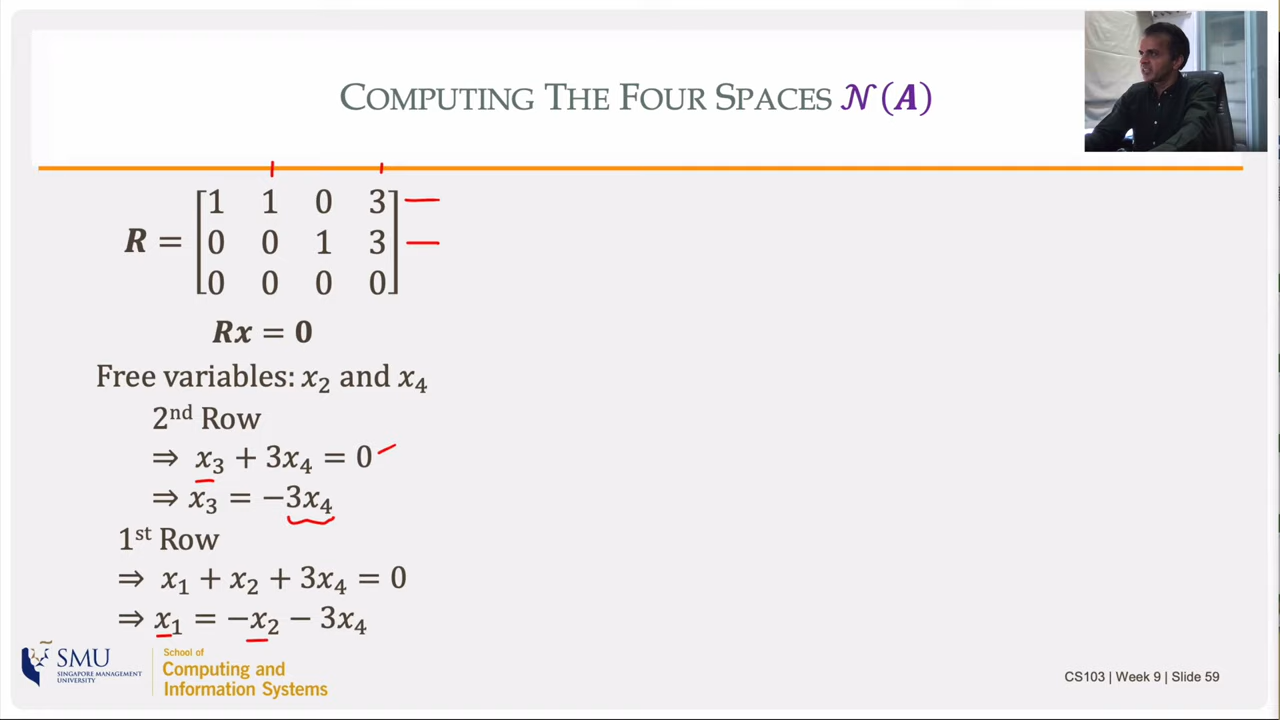 COMPUTING THE FOUR SPACES 𝒩(A)
R = [1 1 0 3
0 0 1 3
0 0 0 0]
Rx = 0
Free variables: x₂ and x₄
2ⁿᵈ Row
⇒ x₃ + 3x₄ = 0
⇒ x₃ = −3x₄
1ˢᵗ Row
⇒ x₁ + x₂ + 3x₄ = 0
⇒ x₁ = −x₂ − 3x₄
SMU
SINGAPORE MANAGEMENT
UNIVERSITY
School of
Computing and
Information Systems
CS103 | Week 9 | Slide 59